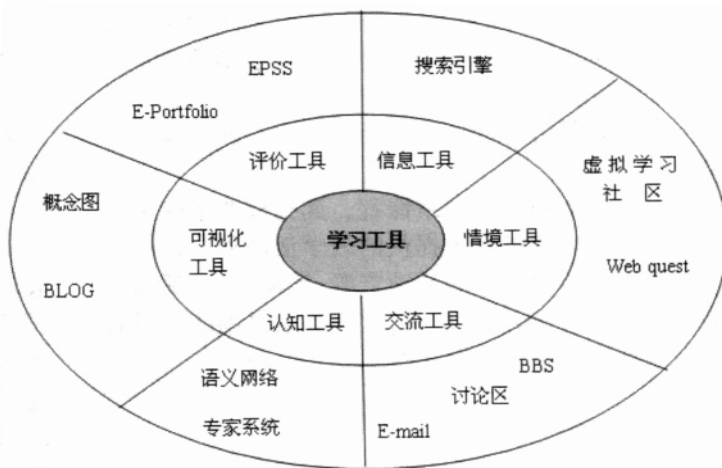 EPSS
搜索引擎
E-Portfolio
评价工具
信息工具
虚拟学习
社 区
概念图
可视化
工具
学习工具
情境工具
Web quest
BLOG
认知工具
交流工具
语义网络
BBS
讨论区
专家系统
E-mail